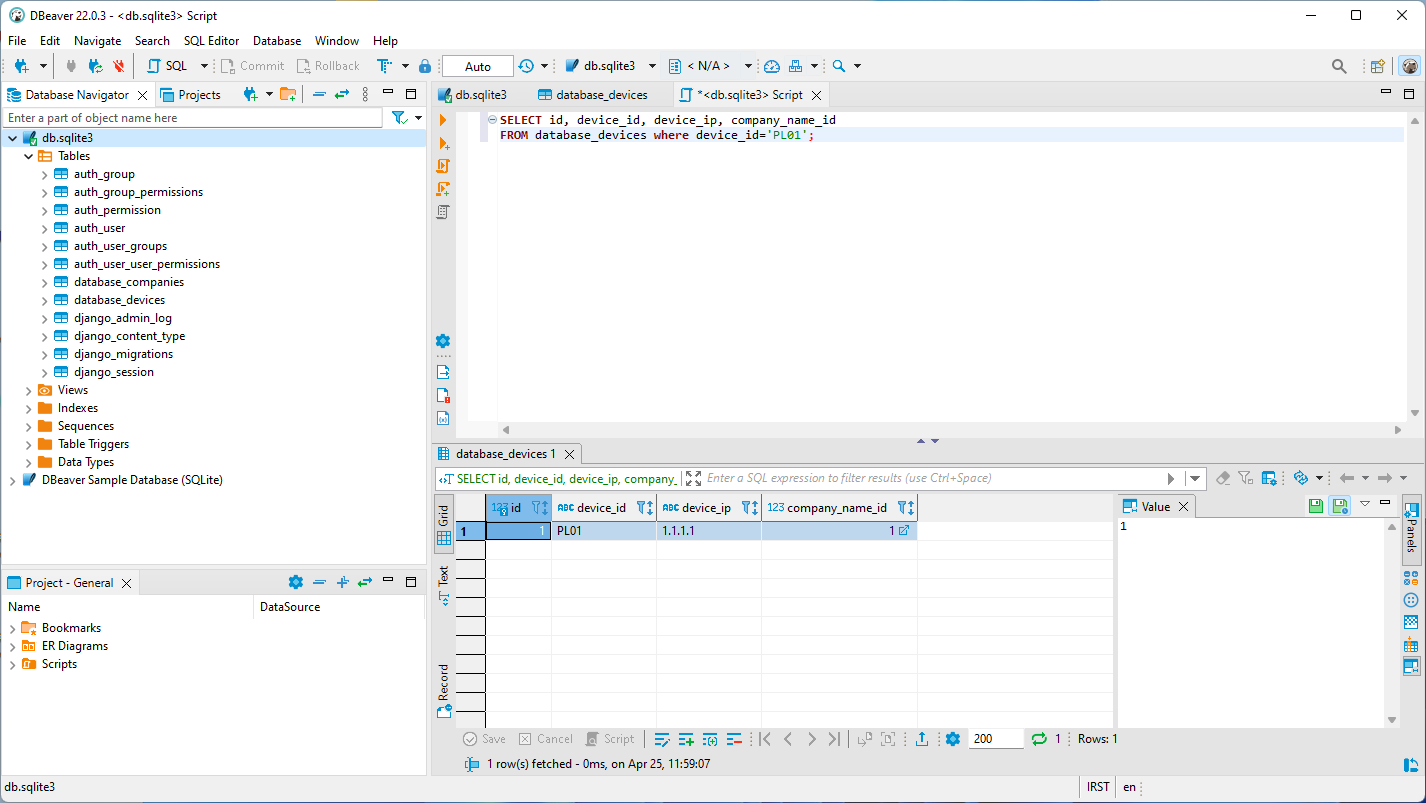 DBeaver 22.0.3 - <db.sqlite3> Script
File Edit Navigate Search SQL Editor Database Window Help
SQL Commit Rollback Auto db.sqlite3 < N/A >
Database Navigator Projects
Enter a part of object name here
db.sqlite3
Tables
auth_group
auth_group_permissions
auth_permission
auth_user
auth_user_groups
auth_user_user_permissions
database_companies
database_devices
django_admin_log
django_content_type
django_migrations
django_session
Views
Indexes
Sequences
Table Triggers
Data Types
DBeaver Sample Database (SQLite)
Project - General
Name DataSource
Bookmarks
ER Diagrams
Scripts
db.sqlite3 database_devices *<db.sqlite3> Script
SELECT id, device_id, device_ip, company_name_id
FROM database_devices where device_id='PL01';
database_devices 1
SELECT id, device_id, device_ip, company_ Enter a SQL expression to filter results (use Ctrl+Space)
Grid
Text
Record
123 id ABC device_id ABC device_ip 123 company_name_id
1 1 PL01 1.1.1.1 1
Value
1
Panels
Save Cancel Script 200 1 Rows: 1
1 row(s) fetched - 0ms, on Apr 25, 11:59:07
db.sqlite3 IRST en